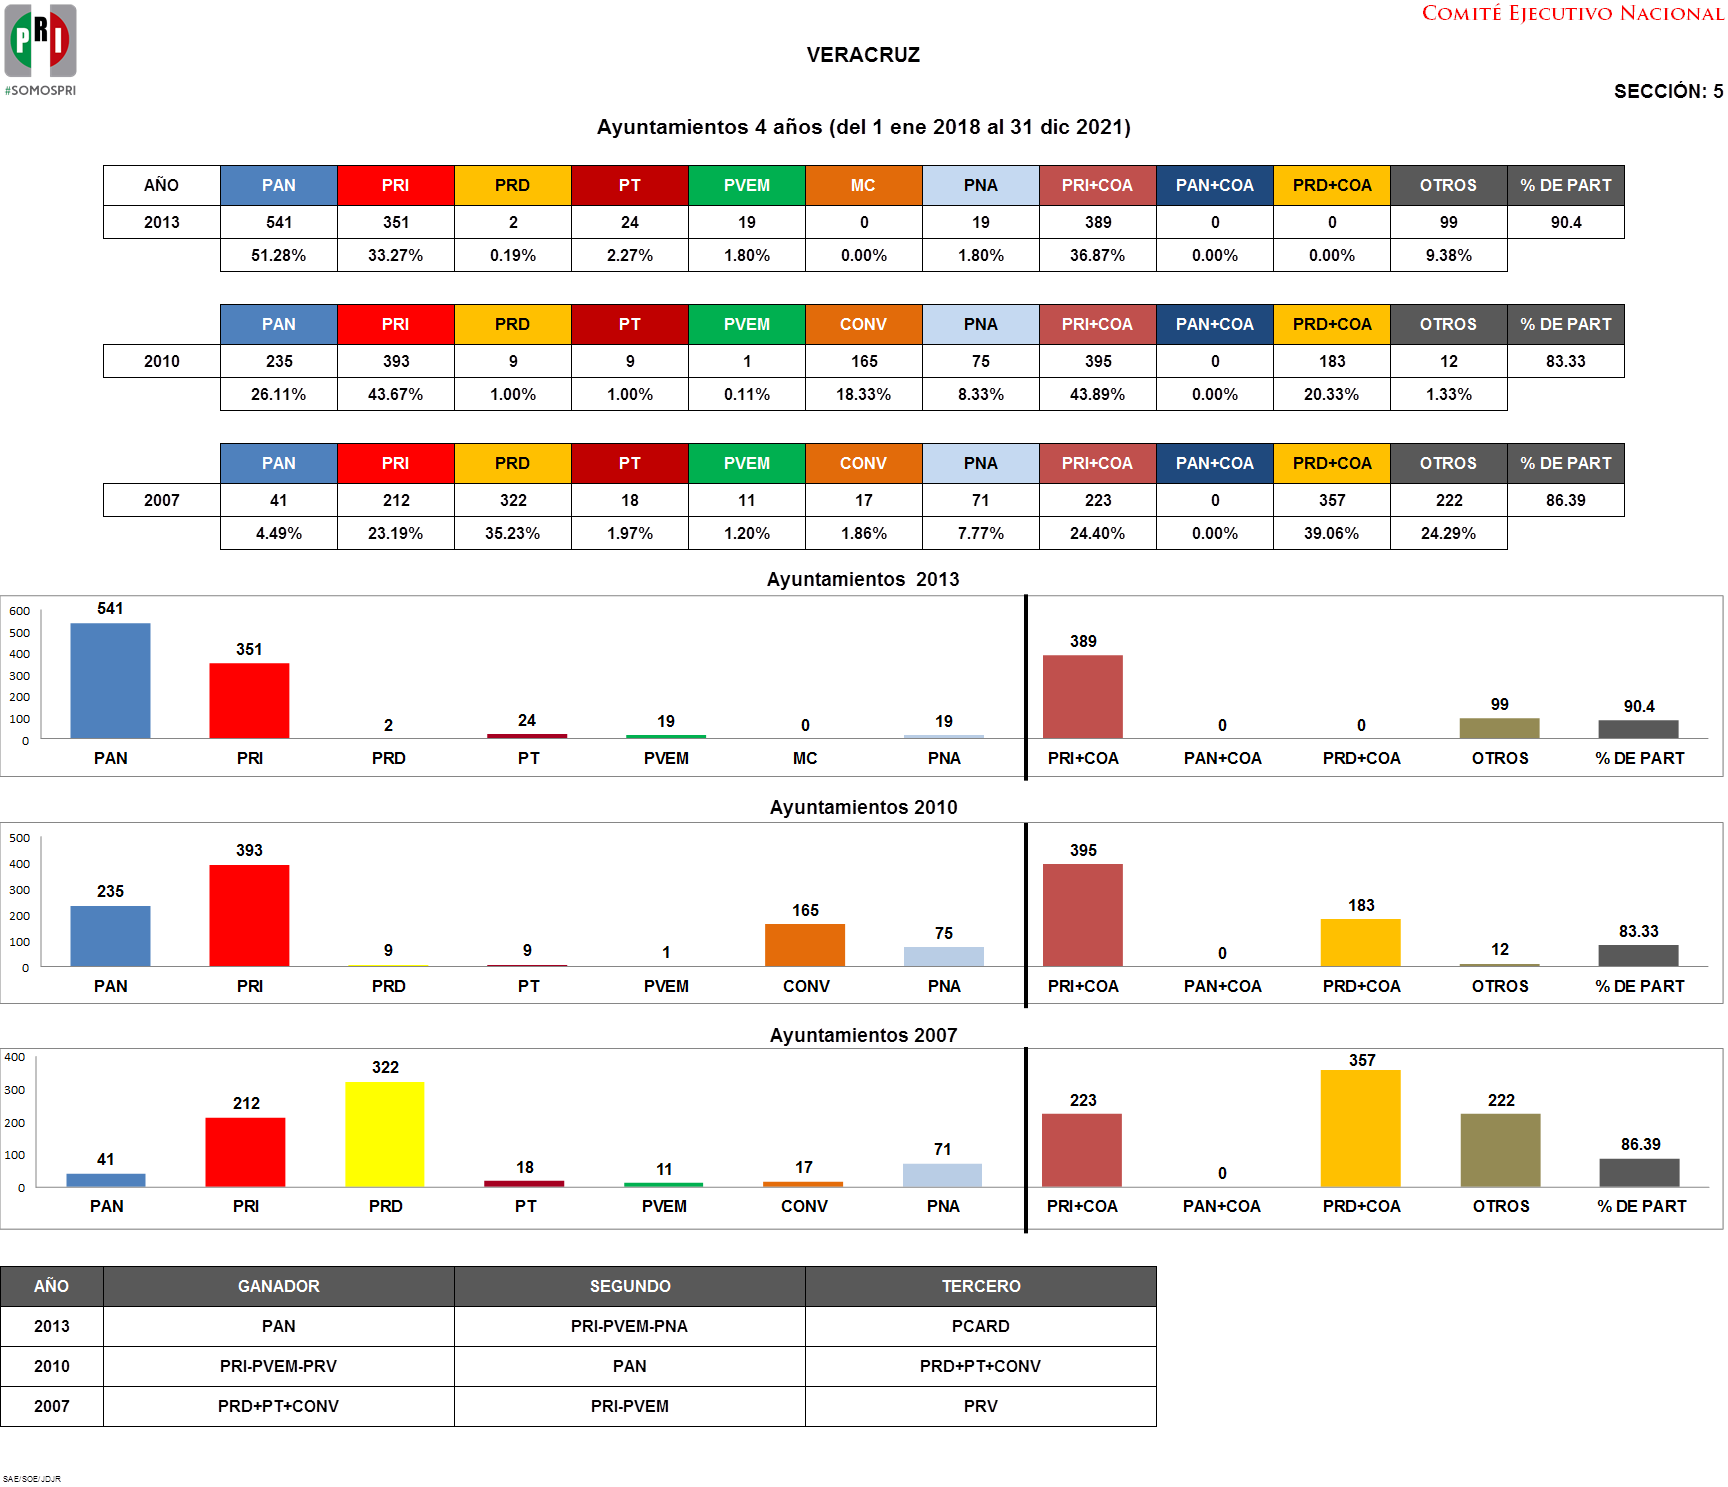 COMITÉ EJECUTIVO NACIONAL
PRI
#SOMOSPRI
VERACRUZ
SECCIÓN: 5
Ayuntamientos 4 años (del 1 ene 2018 al 31 dic 2021)
AÑO PAN PRI PRD PT PVEM MC PNA PRI+COA PAN+COA PRD+COA OTROS % DE PART
2013 541 351 2 24 19 0 19 389 0 0 99 90.4
51.28% 33.27% 0.19% 2.27% 1.80% 0.00% 1.80% 36.87% 0.00% 0.00% 9.38%
PAN PRI PRD PT PVEM CONV PNA PRI+COA PAN+COA PRD+COA OTROS % DE PART
2010 235 393 9 9 1 165 75 395 0 183 12 83.33
26.11% 43.67% 1.00% 1.00% 0.11% 18.33% 8.33% 43.89% 0.00% 20.33% 1.33%
PAN PRI PRD PT PVEM CONV PNA PRI+COA PAN+COA PRD+COA OTROS % DE PART
2007 41 212 322 18 11 17 71 223 0 357 222 86.39
4.49% 23.19% 35.23% 1.97% 1.20% 1.86% 7.77% 24.40% 0.00% 39.06% 24.29%
Ayuntamientos 2013
600
500
400
300
200
100
0
541 351 2 24 19 0 19 389 0 0 99 90.4
PAN PRI PRD PT PVEM MC PNA PRI+COA PAN+COA PRD+COA OTROS % DE PART
Ayuntamientos 2010
500
400
300
200
100
0
235 393 9 9 1 165 75 395 0 183 12 83.33
PAN PRI PRD PT PVEM CONV PNA PRI+COA PAN+COA PRD+COA OTROS % DE PART
Ayuntamientos 2007
400
300
200
100
0
41 212 322 18 11 17 71 223 0 357 222 86.39
PAN PRI PRD PT PVEM CONV PNA PRI+COA PAN+COA PRD+COA OTROS % DE PART
AÑO GANADOR SEGUNDO TERCERO
2013 PAN PRI-PVEM-PNA PCARD
2010 PRI-PVEM-PRV PAN PRD+PT+CONV
2007 PRD+PT+CONV PRI-PVEM PRV
SAE/SOE/JDJR